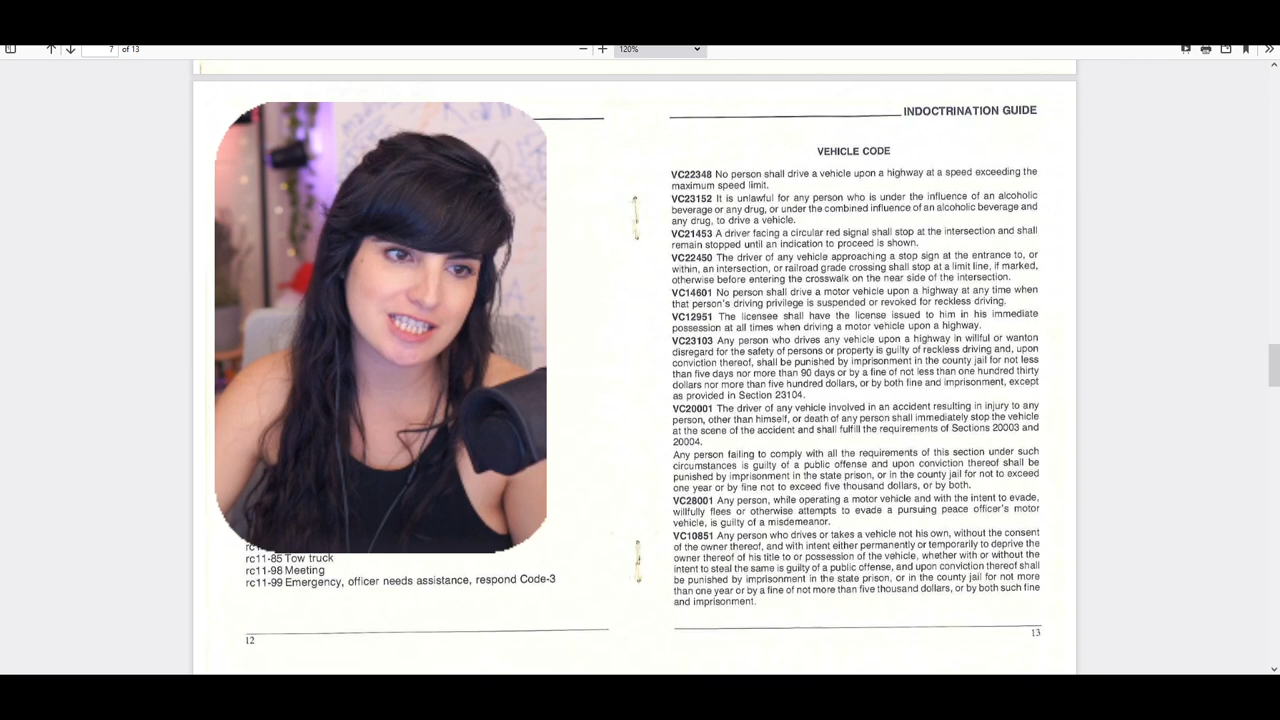 7 of 13
120%
INDOCTRINATION GUIDE
VEHICLE CODE
VC22348 No person shall drive a vehicle upon a highway at a speed exceeding the
maximum speed limit.
VC23152 It is unlawful for any person who is under the influence of an alcoholic
beverage or any drug, or under the combined influence of an alcoholic beverage and
any drug, to drive a vehicle.
VC21453 A driver facing a circular red signal shall stop at the intersection and shall
remain stopped until an indication to proceed is shown.
VC22450 The driver of any vehicle approaching a stop sign at the entrance to, or
within, an intersection, or railroad grade crossing shall stop at a limit line, if marked,
otherwise before entering the crosswalk on the near side of the intersection.
VC14601 No person shall drive a motor vehicle upon a highway at any time when
that person's driving privilege is suspended or revoked for reckless driving.
VC12951 The licensee shall have the license issued to him in his immediate
possession at all times when driving a motor vehicle upon a highway.
VC23103 Any person who drives any vehicle upon a highway in willful or wanton
disregard for the safety of persons or property is guilty of reckless driving and, upon
conviction thereof, shall be punished by imprisonment in the county jail for not less
than five days nor more than 90 days or by a fine of not less than one hundred thirty
dollars nor more than five hundred dollars, or by both fine and imprisonment, except
as provided in Section 23104.
VC20001 The driver of any vehicle involved in an accident resulting in injury to any
person, other than himself, or death of any person shall immediately stop the vehicle
at the scene of the accident and shall fulfill the requirements of Sections 20003 and
20004.
Any person failing to comply with all the requirements of this section under such
circumstances is guilty of a public offense and upon conviction thereof shall be
punished by imprisonment in the state prison, or in the county jail for not to exceed
one year or by fine not to exceed five thousand dollars, or by both.
VC28001 Any person, while operating a motor vehicle and with the intent to evade,
willfully flees or otherwise attempts to evade a pursuing peace officer's motor
vehicle, is guilty of a misdemeanor.
VC10851 Any person who drives or takes a vehicle not his own, without the consent
of the owner thereof, and with intent either permanently or temporarily to deprive the
owner thereof of his title to or possession of the vehicle, whether with or without the
intent to steal the same is guilty of a public offense, and upon conviction thereof shall
be punished by imprisonment in the state prison, or in the county jail for not more
than one year or by a fine of not more than five thousand dollars, or by both such fine
and imprisonment.
13
rc11-85 Tow truck
rc11-98 Meeting
rc11-99 Emergency, officer needs assistance, respond Code-3
12